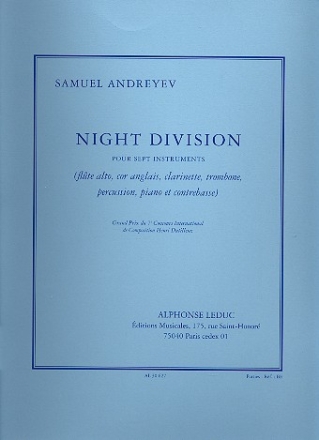 SAMUEL ANDREYEV
NIGHT DIVISION
POUR SEPT INSTRUMENTS
(flûte alto, cor anglais, clarinette, trombone,
percussion, piano et contrebasse)
Grand Prix du 7e Concours International
de Composition Henri Dutilleux
ALPHONSE LEDUC
Éditions Musicales, 175, rue Saint-Honoré
75040 Paris cedex 01